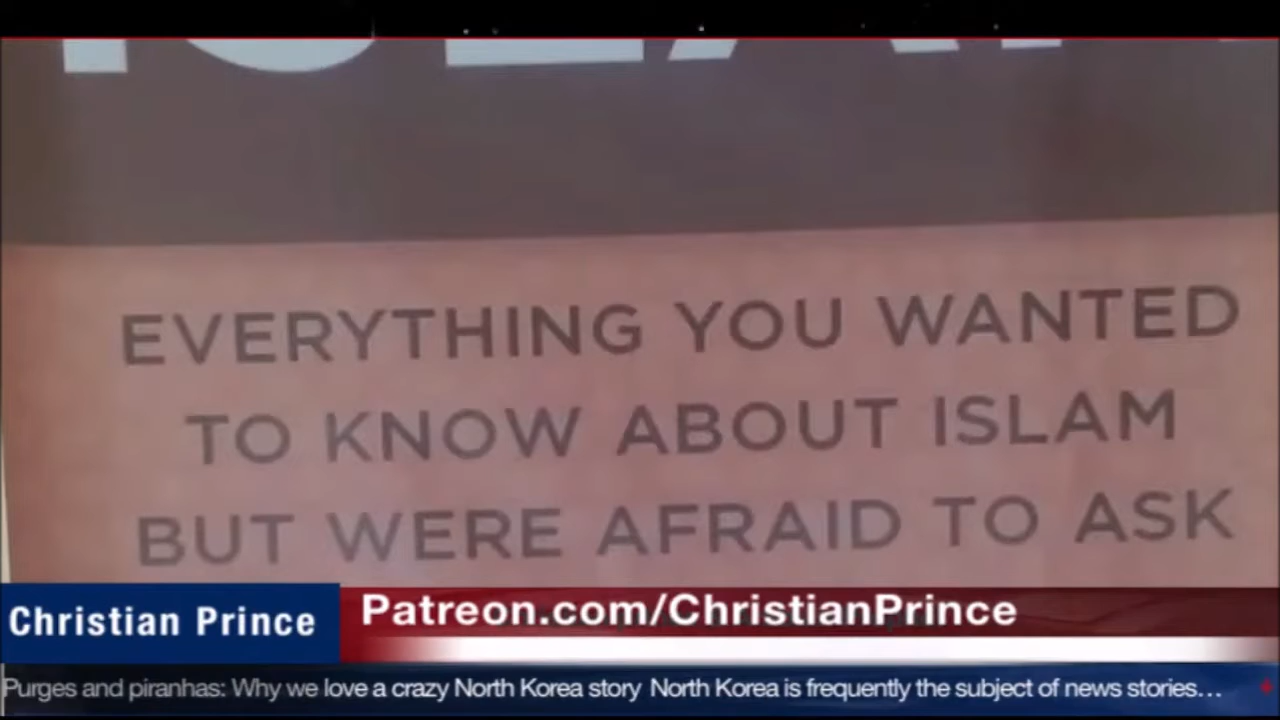 EVERYTHING YOU WANTED
TO KNOW ABOUT ISLAM
BUT WERE AFRAID TO ASK
Christian Prince
Patreon.com/ChristianPrince
Purges and piranhas: Why we love a crazy North Korea story North Korea is frequently the subject of news stories...